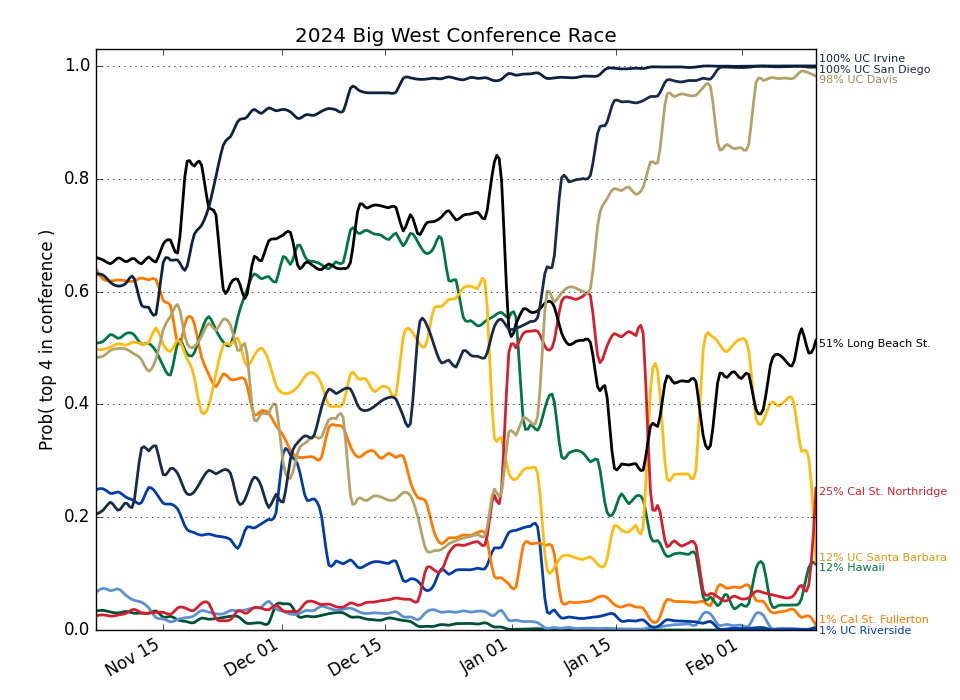 2024 Big West Conference Race
Prob( top 4 in conference )
1.0
0.8
0.6
0.4
0.2
0.0
Nov 15
Dec 01
Dec 15
Jan 01
Jan 15
Feb 01
100% UC Irvine
100% UC San Diego
98% UC Davis
51% Long Beach St.
25% Cal St. Northridge
12% UC Santa Barbara
12% Hawaii
1% Cal St. Fullerton
1% UC Riverside